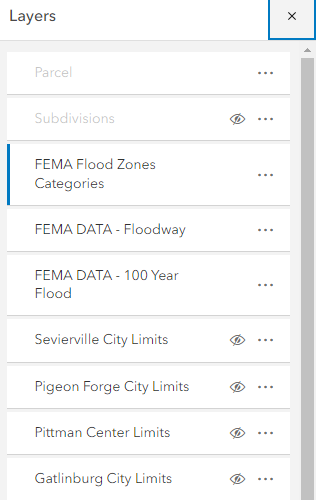 Layers
Parcel
Subdivisions
FEMA Flood Zones
Categories
FEMA DATA - Floodway
FEMA DATA - 100 Year
Flood
Sevierville City Limits
Pigeon Forge City Limits
Pittman Center Limits
Gatlinburg City Limits